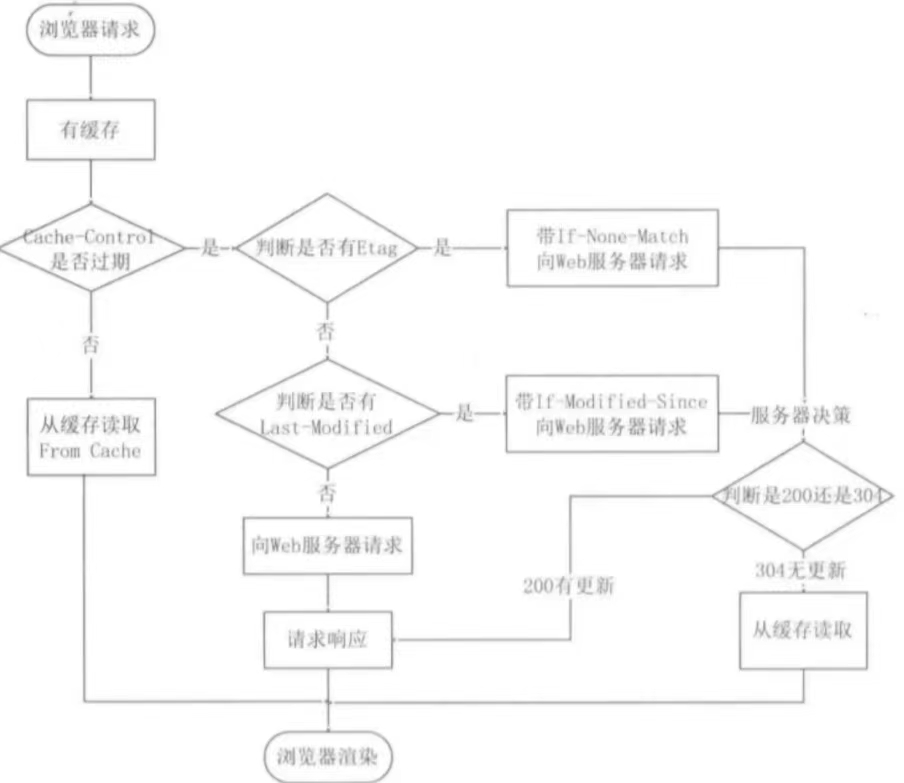 浏览器请求
有缓存
Cache-Control
是否过期
是
判断是否有Etag
是
带If-None-Match
向Web服务器请求
否
否
从缓存读取
From Cache
判断是否有
Last-Modified
是
带If-Modified-Since
向Web服务器请求
服务器决策
判断是200还是304
否
向Web服务器请求
200有更新
304无更新
请求响应
从缓存读取
浏览器渲染